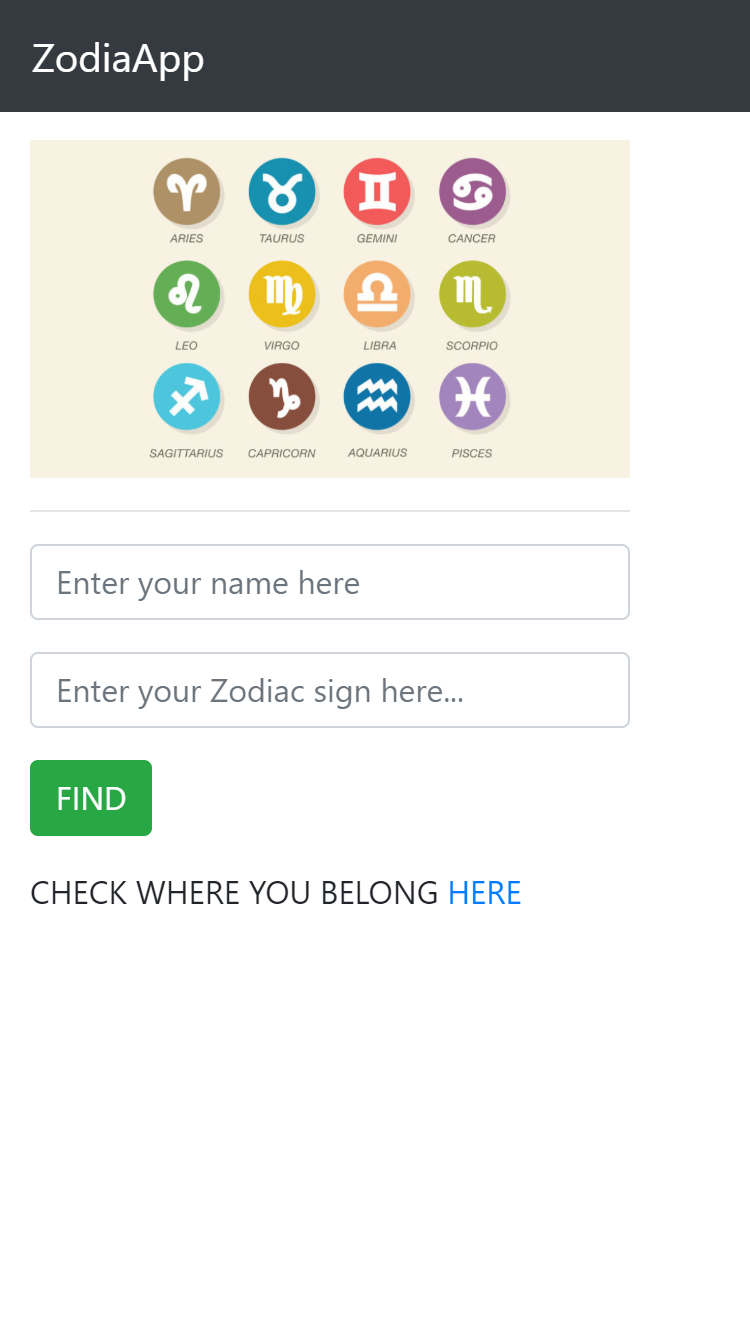 ZodiaApp
ARIES TAURUS GEMINI CANCER
LEO VIRGO LIBRA SCORPIO
SAGITTARIUS CAPRICORN AQUARIUS PISCES
Enter your name here
Enter your Zodiac sign here...
FIND
CHECK WHERE YOU BELONG HERE